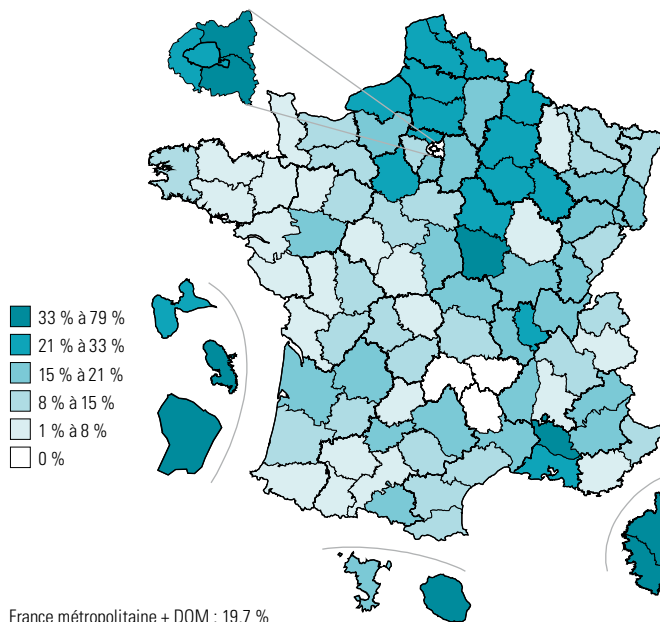 33 % à 79 %
21 % à 33 %
15 % à 21 %
8 % à 15 %
1 % à 8 %
0 %
France métropolitaine + DOM : 19,7 %